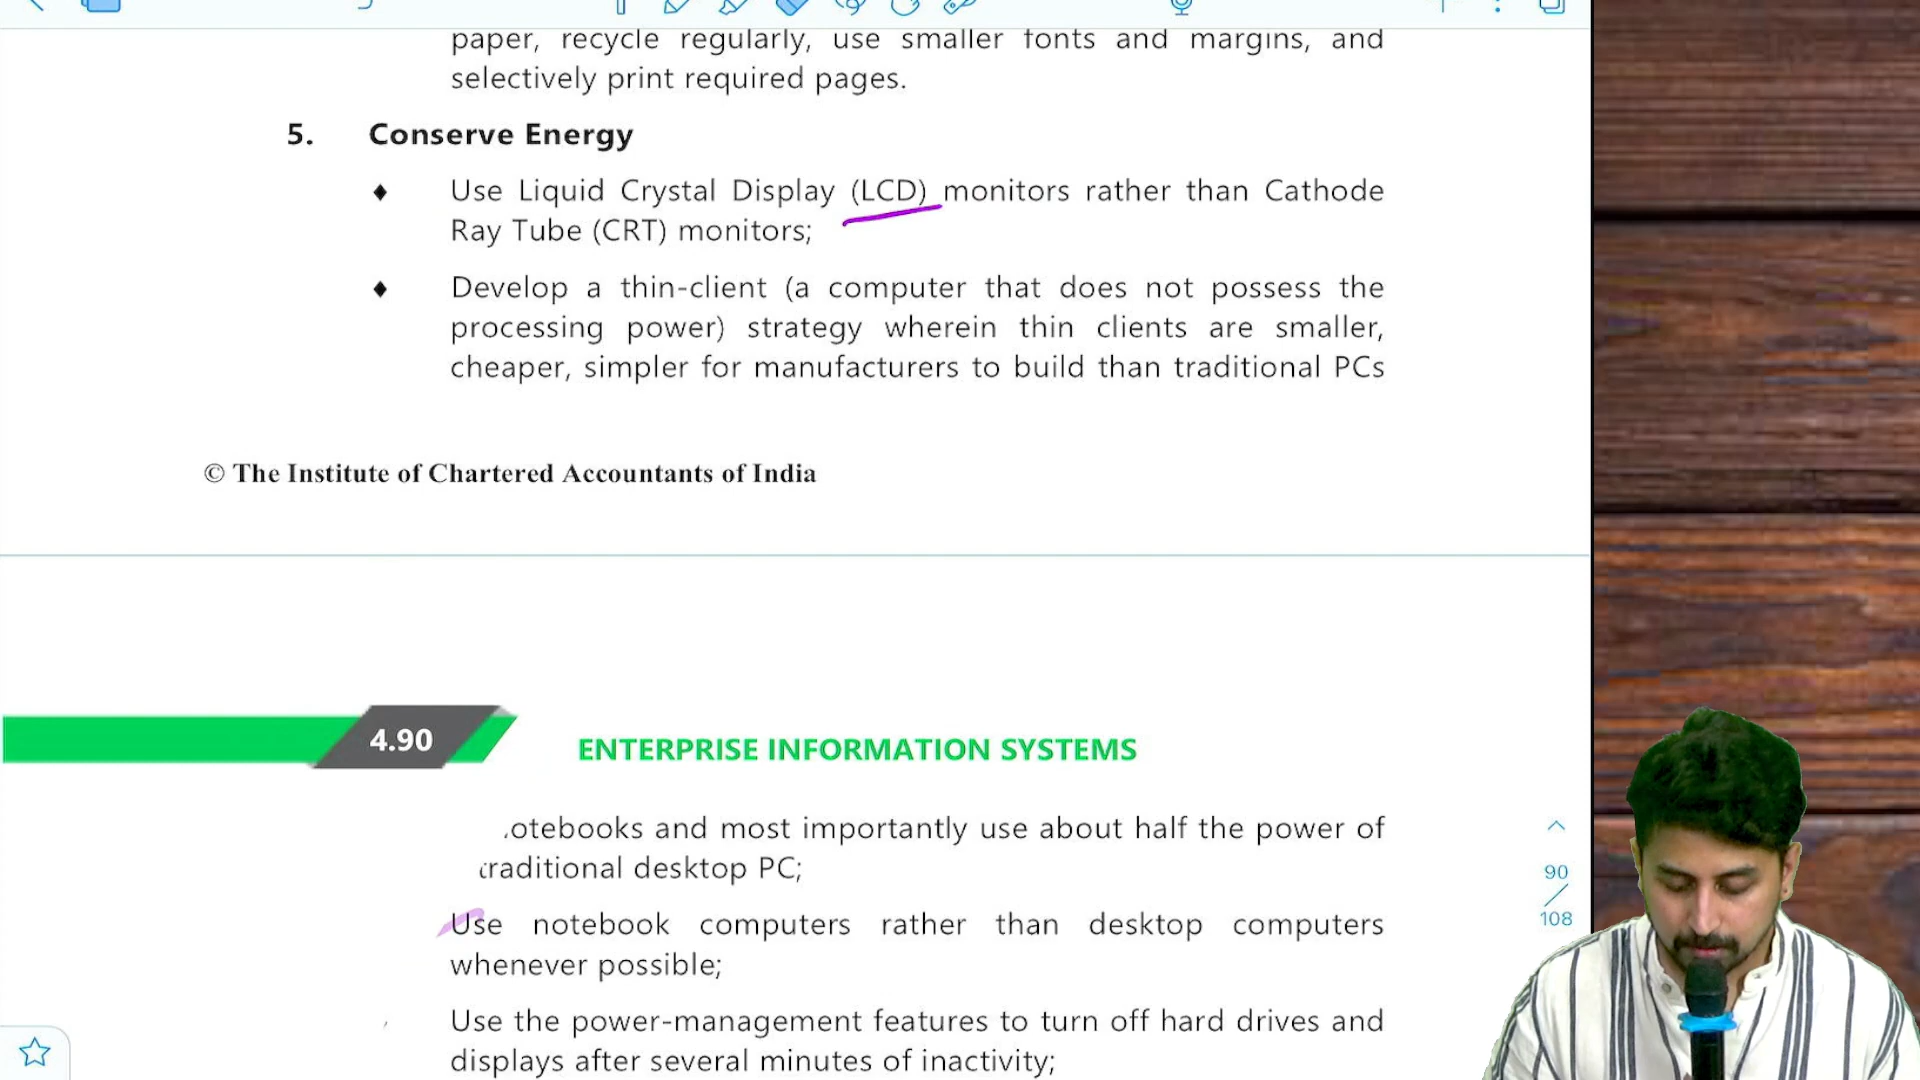 paper, recycle regularly, use smaller fonts and margins, and
selectively print required pages.
5. Conserve Energy
♦ Use Liquid Crystal Display (LCD) monitors rather than Cathode
Ray Tube (CRT) monitors;
♦ Develop a thin-client (a computer that does not possess the
processing power) strategy wherein thin clients are smaller,
cheaper, simpler for manufacturers to build than traditional PCs
© The Institute of Chartered Accountants of India
4.90 ENTERPRISE INFORMATION SYSTEMS
otebooks and most importantly use about half the power of
traditional desktop PC;
90
Use notebook computers rather than desktop computers
108
whenever possible;
Use the power-management features to turn off hard drives and
displays after several minutes of inactivity;